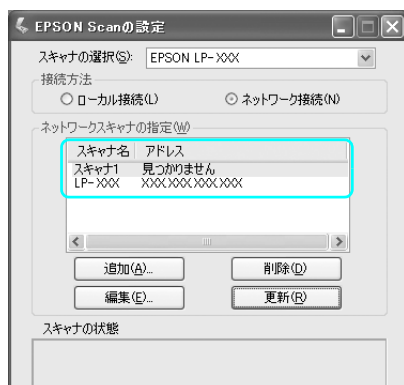 EPSON Scanの設定
スキャナの選択(S): EPSON LP-XXX
接続方法
ローカル接続(L) ネットワーク接続(N)
ネットワークスキャナの指定(W)
スキャナ名 アドレス
スキャナ1 見つかりません
LP-XXX XXX.XXX.XXX.XXX
追加(A)... 削除(D)
編集(E)... 更新(R)
スキャナの状態